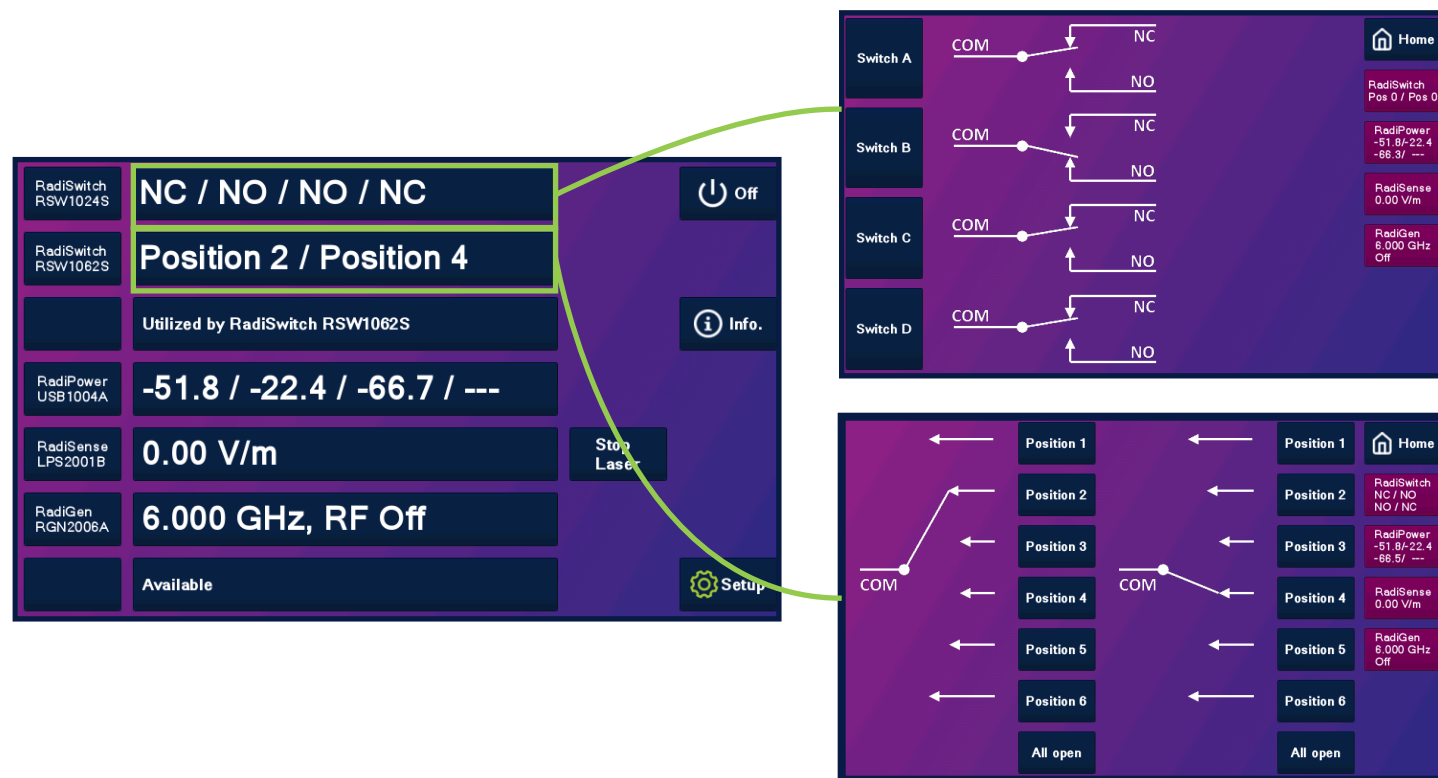 RadiSwitch
RSW1024S
NC / NO / NO / NC
Off
RadiSwitch
RSW1062S
Position 2 / Position 4
Utilized by RadiSwitch RSW1062S
Info.
RadiPower
USB1004A
-51.8 / -22.4 / -66.7 / ---
RadiSense
LPS2001B
0.00 V/m
Stop
Laser
RadiGen
RGN2006A
6.000 GHz, RF Off
Available
Setup
Switch A
COM
NC
NO
Switch B
COM
NC
NO
Switch C
COM
NC
NO
Switch D
COM
NC
NO
Home
RadiSwitch
Pos 0 / Pos 0
RadiPower
-51.8/-22.4
-66.3/ ---
RadiSense
0.00 V/m
RadiGen
6.000 GHz
Off
COM
Position 1
Position 2
Position 3
Position 4
Position 5
Position 6
All open
COM
Position 1
Position 2
Position 3
Position 4
Position 5
Position 6
All open
Home
RadiSwitch
NC / NO
NO / NC
RadiPower
-51.8/-22.4
-66.5/ ---
RadiSense
0.00 V/m
RadiGen
6.000 GHz
Off